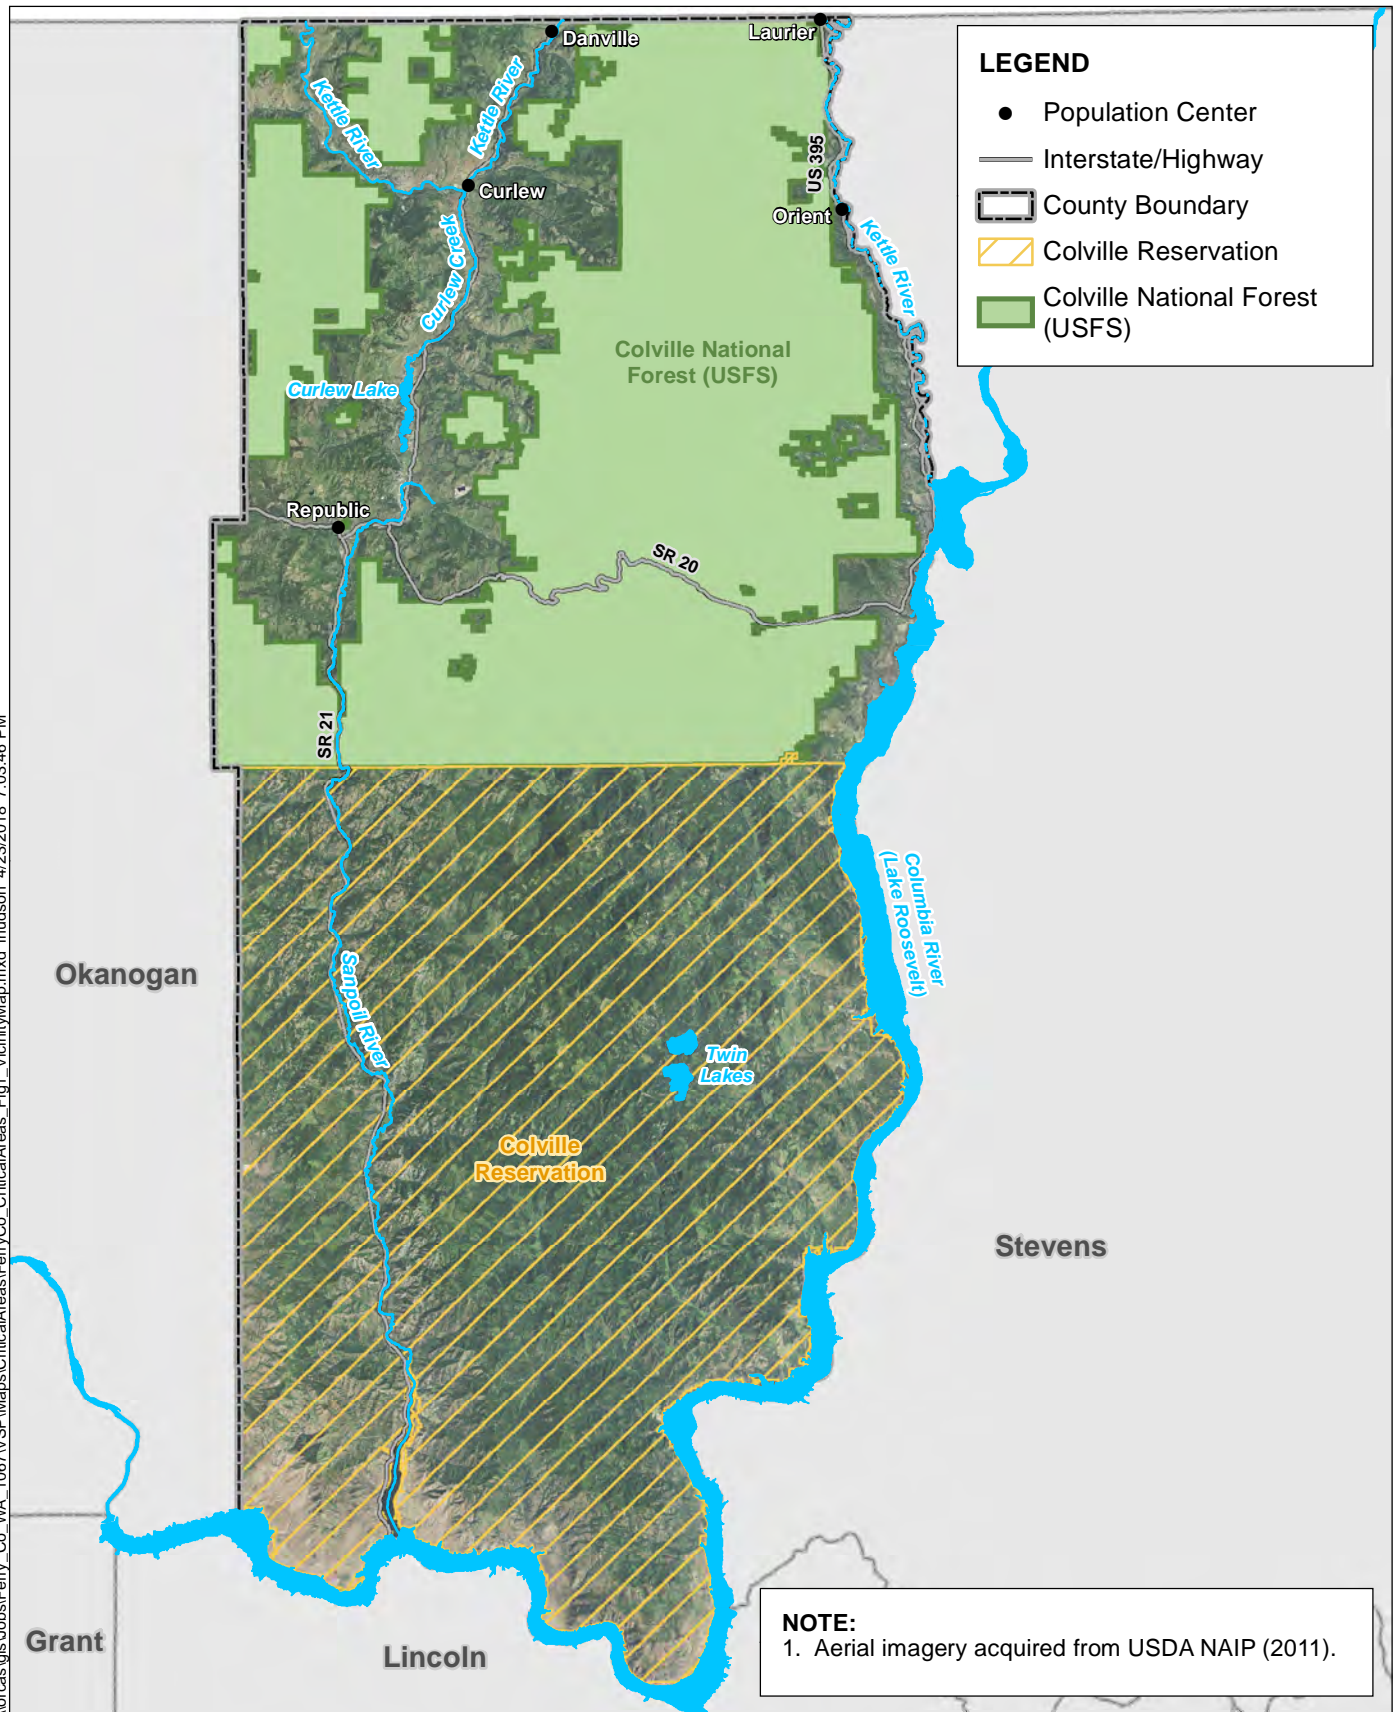 Danville
Laurier
LEGEND
Population Center
Interstate/Highway
County Boundary
Colville Reservation
Colville National Forest
(USFS)
Kettle River
Kettle River
US 395
Curlew
Orient
Kettle River
Curlew Creek
Colville National
Forest (USFS)
Curlew Lake
Republic
SR 20
SR 21
Columbia River
(Lake Roosevelt)
Okanogan
Sanpoil River
Twin
Lakes
Colville
Reservation
Stevens
Grant
Lincoln
NOTE:
1. Aerial imagery acquired from USDA NAIP (2011).